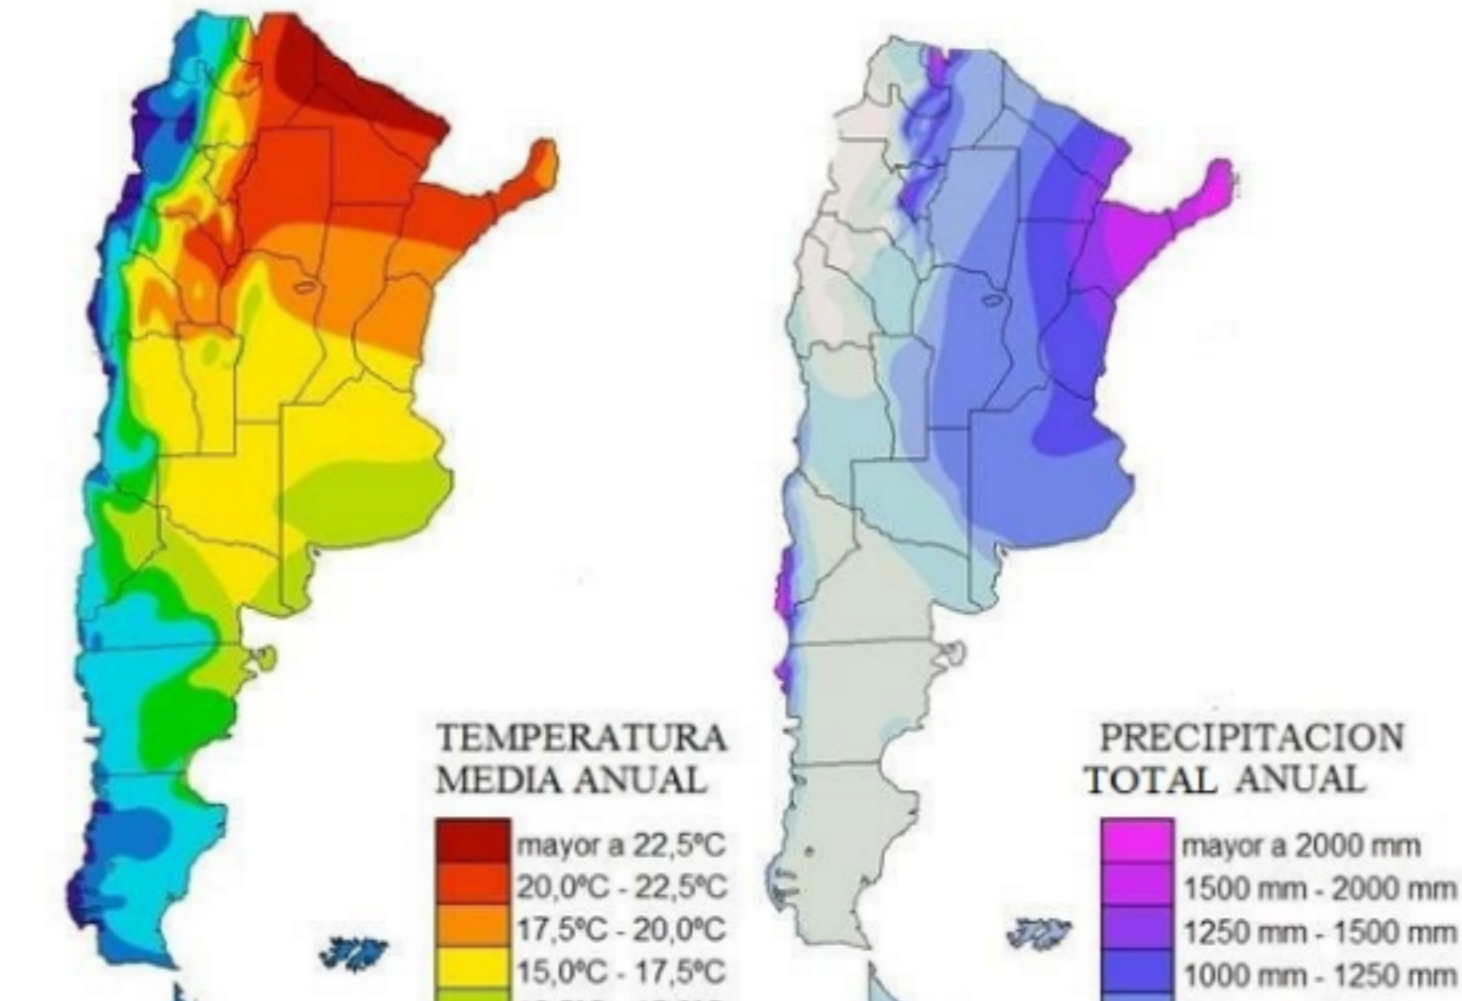 TEMPERATURA
MEDIA ANUAL
mayor a 22,5ºC
20,0ºC - 22,5ºC
17,5ºC - 20,0ºC
15,0ºC - 17,5ºC
PRECIPITACION
TOTAL ANUAL
mayor a 2000 mm
1500 mm - 2000 mm
1250 mm - 1500 mm
1000 mm - 1250 mm